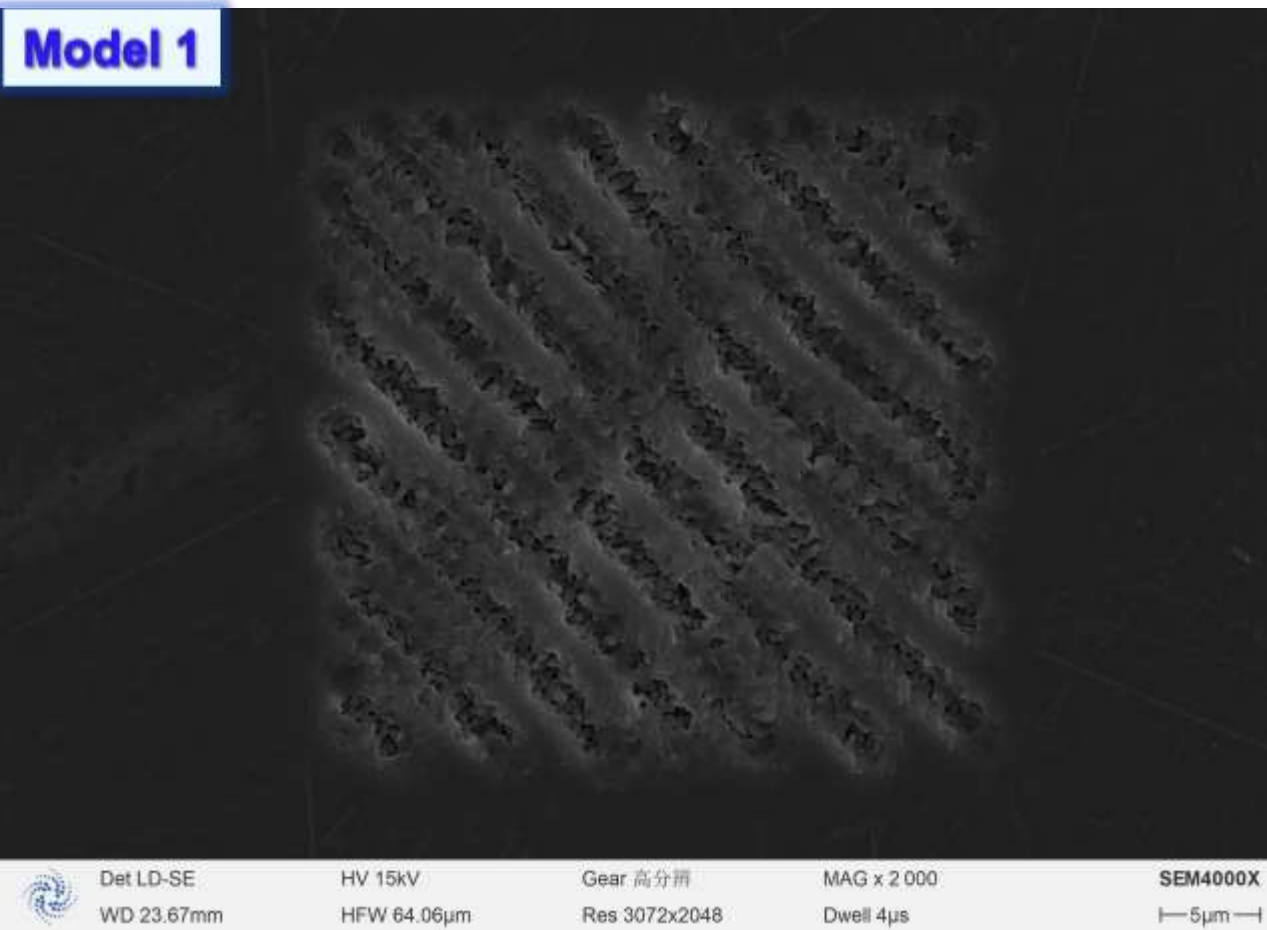 Model 1
Det LD-SE
HV 15kV
Gear 高分辨
MAG x 2 000
SEM4000X
WD 23.67mm
HFW 64.06μm
Res 3072x2048
Dwell 4μs
5μm